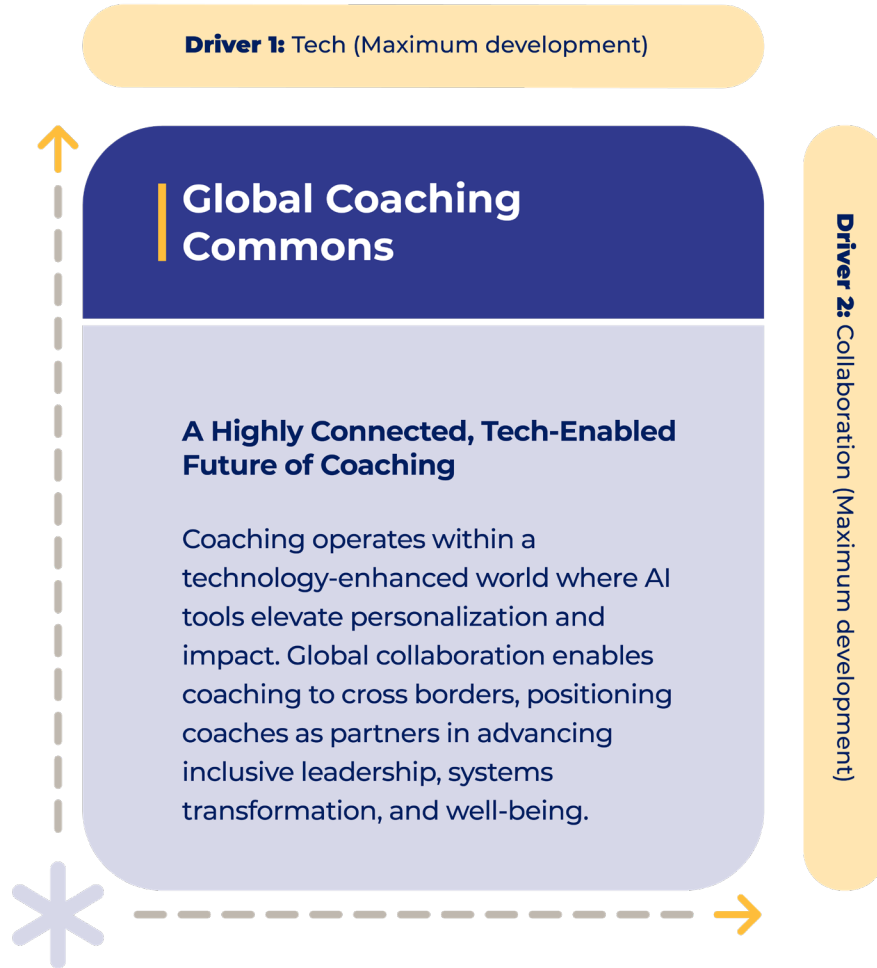 Driver 1: Tech (Maximum development)
Global Coaching
Commons
Driver 2: Collaboration (Maximum development)
A Highly Connected, Tech-Enabled
Future of Coaching
Coaching operates within a
technology-enhanced world where AI
tools elevate personalization and
impact. Global collaboration enables
coaching to cross borders, positioning
coaches as partners in advancing
inclusive leadership, systems
transformation, and well-being.